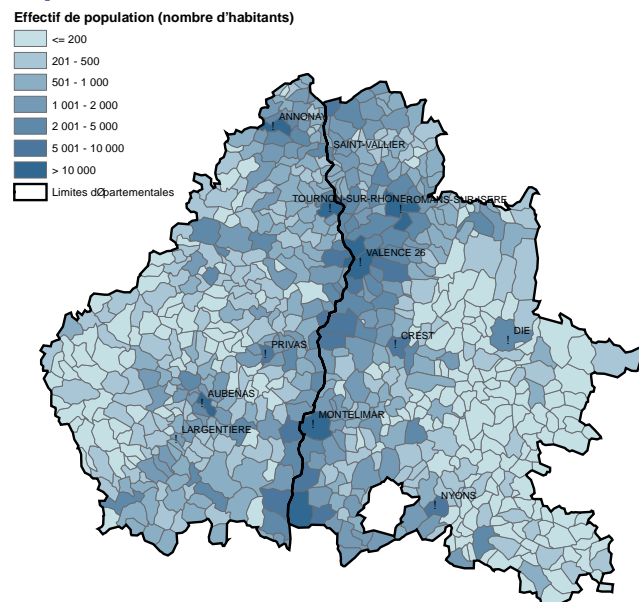 Effectif de population (nombre d'habitants)
<= 200
201 - 500
501 - 1 000
1 001 - 2 000
2 001 - 5 000
5 001 - 10 000
> 10 000
Limites départementales
! ANNONAY
SAINT-VALLIER
TOURNON-SUR-RHONE
! ROMANS-SUR-ISERE
! VALENCE 26
! PRIVAS
! CREST
! DIE
! AUBENAS
! LARGENTIERE
! MONTELIMAR
! NYONS